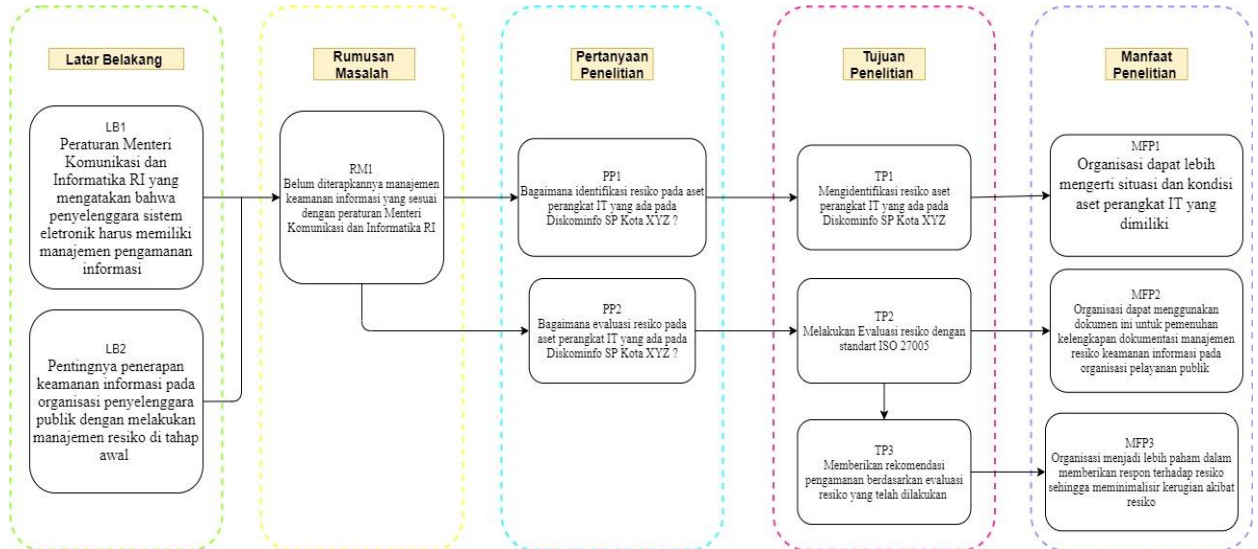 Latar Belakang
LB1
Peraturan Menteri
Komunikasi dan
Informatika RI yang
mengatakan bahwa
penyelenggara sistem
eletronik harus memiliki
manajemen pengamanan
informasi
LB2
Pentingnya penerapan
keamanan informasi pada
organisasi penyelenggara
publik dengan melakukan
manajemen resiko di tahap
awal
Rumusan
Masalah
RM1
Belum diterapkannya manajemen
keamanan informasi yang sesuai
dengan peraturan Menteri
Komunikasi dan Informatika RI
Pertanyaan
Penelitian
PP1
Bagaimana identifikasi resiko pada aset
perangkat IT yang ada pada
Diskominfo SP Kota XYZ ?
PP2
Bagaimana evaluasi resiko pada
aset perangkat IT yang ada pada
Diskominfo SP Kota XYZ ?
Tujuan
Penelitian
TP1
Mengidentifikasi resiko aset
perangkat IT yang ada pada
Diskominfo SP Kota XYZ
TP2
Melakukan Evaluasi resiko dengan
standart ISO 27005
TP3
Memberikan rekomendasi
pengamanan berdasarkan evaluasi
resiko yang telah dilakukan
Manfaat
Penelitian
MFP1
Organisasi dapat lebih
mengerti situasi dan kondisi
aset perangkat IT yang
dimiliki
MFP2
Organisasi dapat menggunakan
dokumen ini untuk pemenuhan
kelengkapan dokumentasi manajemen
resiko keamanan informasi pada
organisasi pelayanan publik
MFP3
Organisasi menjadi lebih paham dalam
memberikan respon terhadap resiko
sehingga meminimalisir kerugian akibat
resiko